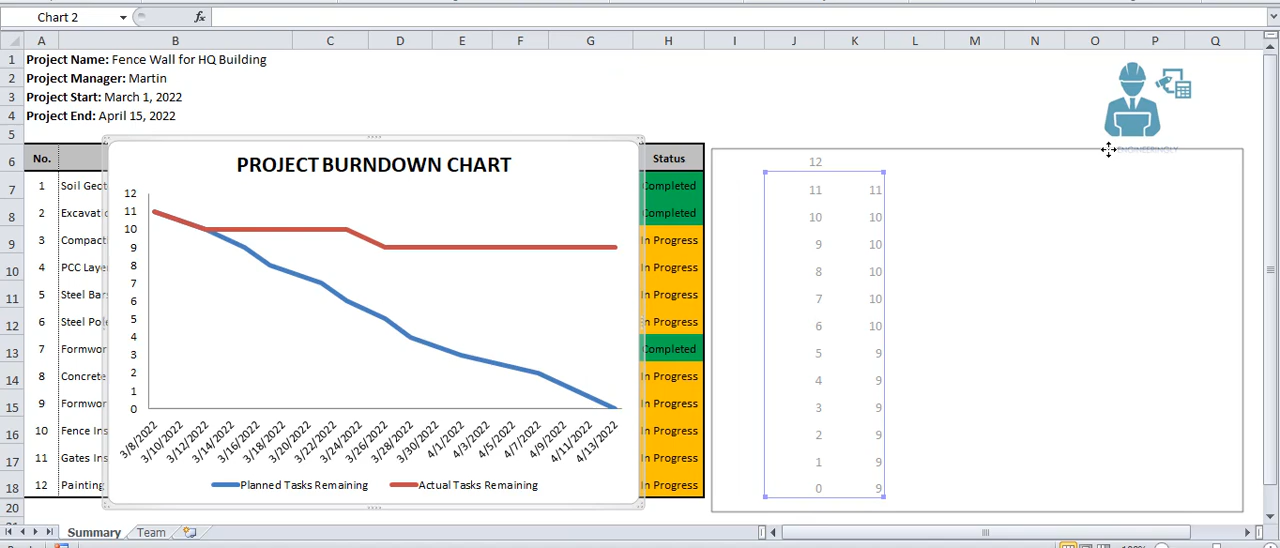 Chart 2 fx
A B C D E F G H I J K L M N O P Q
1 Project Name: Fence Wall for HQ Building
2 Project Manager: Martin
3 Project Start: March 1, 2022
4 Project End: April 15, 2022
5
6 No. Status 12
7 1 Soil Geot Completed 11 11
8 2 Excavati Completed 10 10
9 3 Compact In Progress 9 10
10 4 PCC Laye In Progress 8 10
11 5 Steel Bar In Progress 7 10
12 6 Steel Pole In Progress 6 10
13 7 Formwor Completed 5 9
14 8 Concrete In Progress 4 9
15 9 Formwor In Progress 3 9
16 10 Fence Ins In Progress 2 9
17 11 Gates Ins In Progress 1 9
18 12 Painting In Progress 0 9
20
PROJECT BURNDOWN CHART
12
11
10
9
8
7
6
5
4
3
2
1
0
3/8/2022 3/10/2022 3/12/2022 3/14/2022 3/16/2022 3/18/2022 3/20/2022 3/22/2022 3/24/2022 3/26/2022 3/28/2022 3/30/2022 4/1/2022 4/3/2022 4/5/2022 4/7/2022 4/9/2022 4/11/2022 4/13/2022
Planned Tasks Remaining Actual Tasks Remaining
ENGINEERINGLY
Summary Team